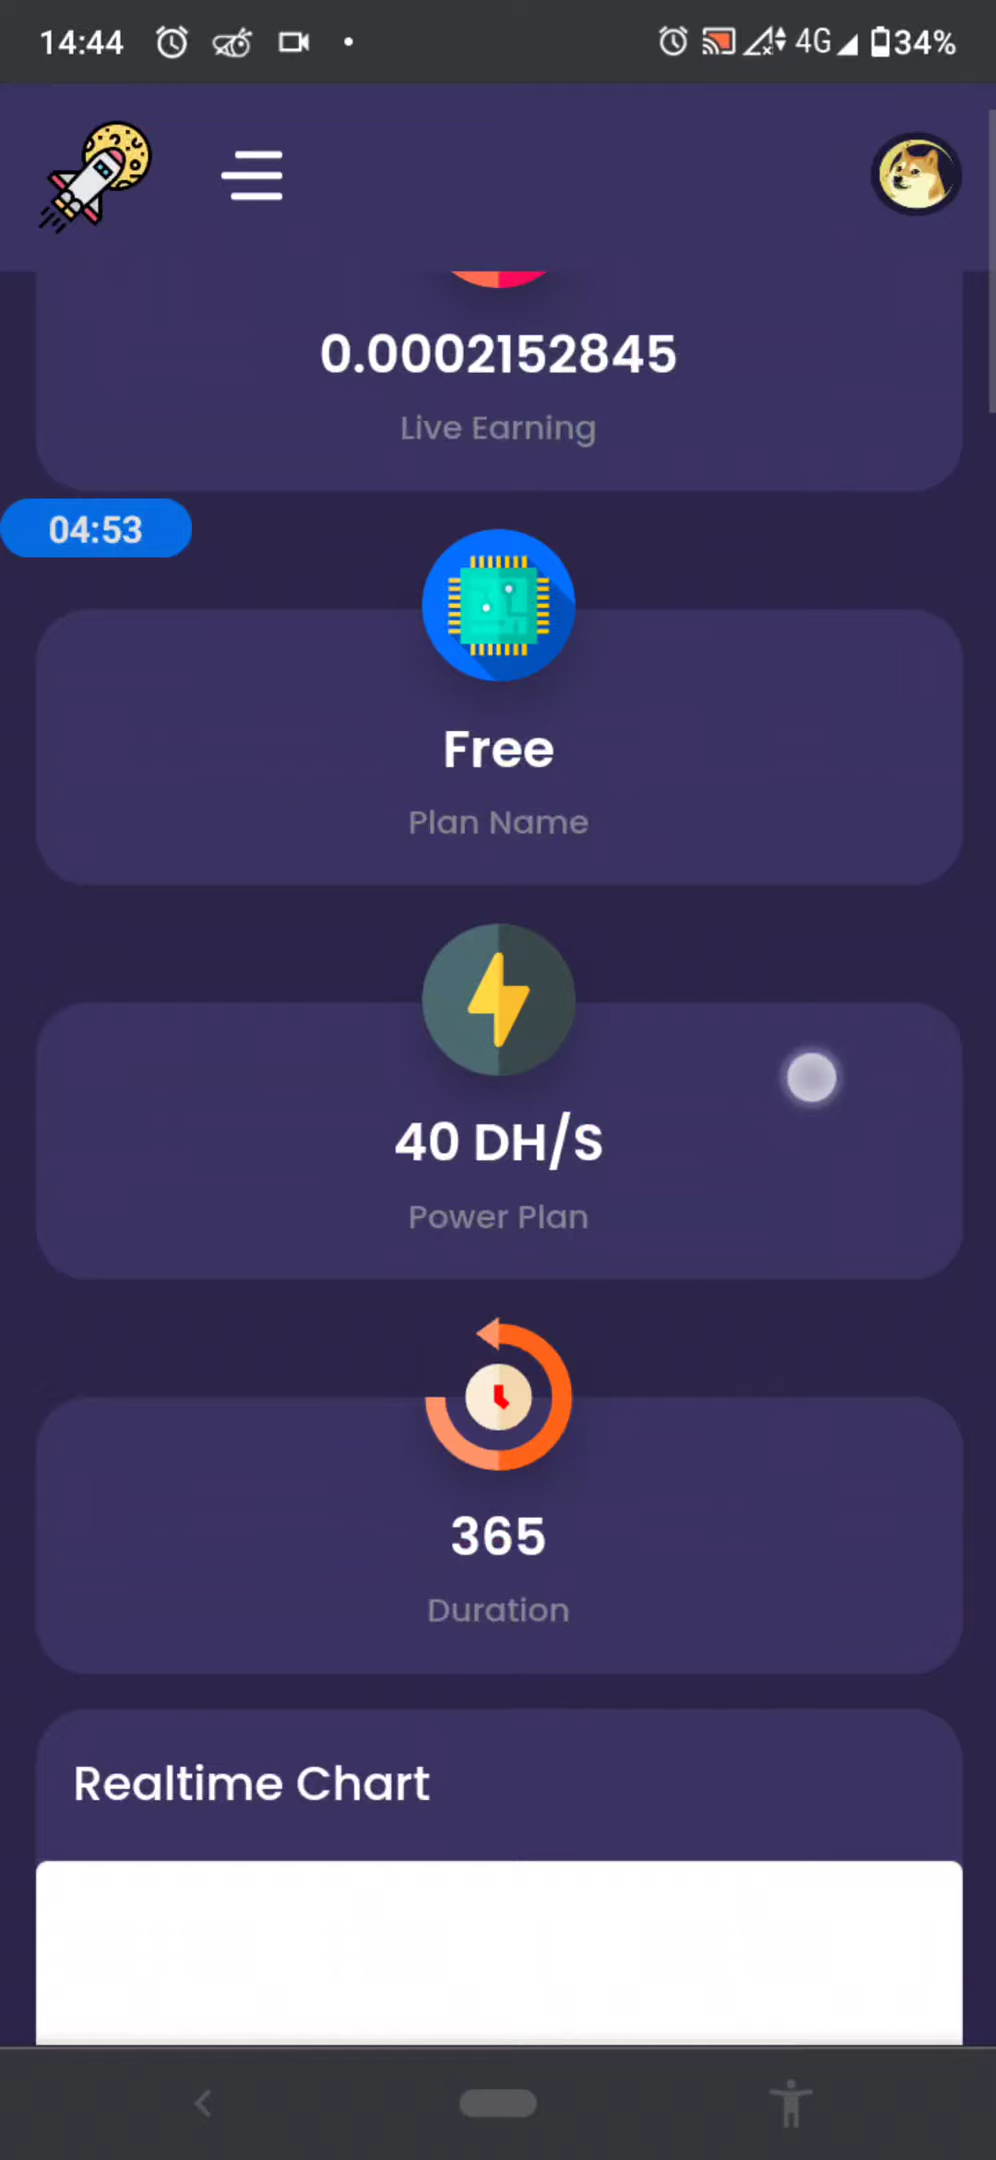 14:44
4G
34%
0.0002152845
Live Earning
04:53
Free
Plan Name
40 DH/S
Power Plan
365
Duration
Realtime Chart